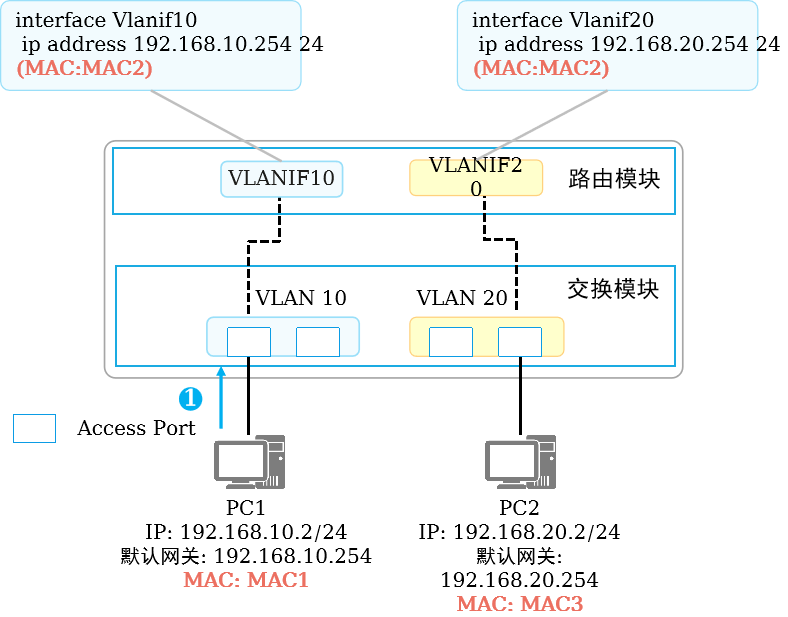 interface Vlanif10
ip address 192.168.10.254 24
(MAC:MAC2)
interface Vlanif20
ip address 192.168.20.254 24
(MAC:MAC2)
VLANIF10
VLANIF2
0
路由模块
VLAN 10
VLAN 20
交换模块
1
Access Port
PC1
IP: 192.168.10.2/24
默认网关: 192.168.10.254
MAC: MAC1
PC2
IP: 192.168.20.2/24
默认网关:
192.168.20.254
MAC: MAC3